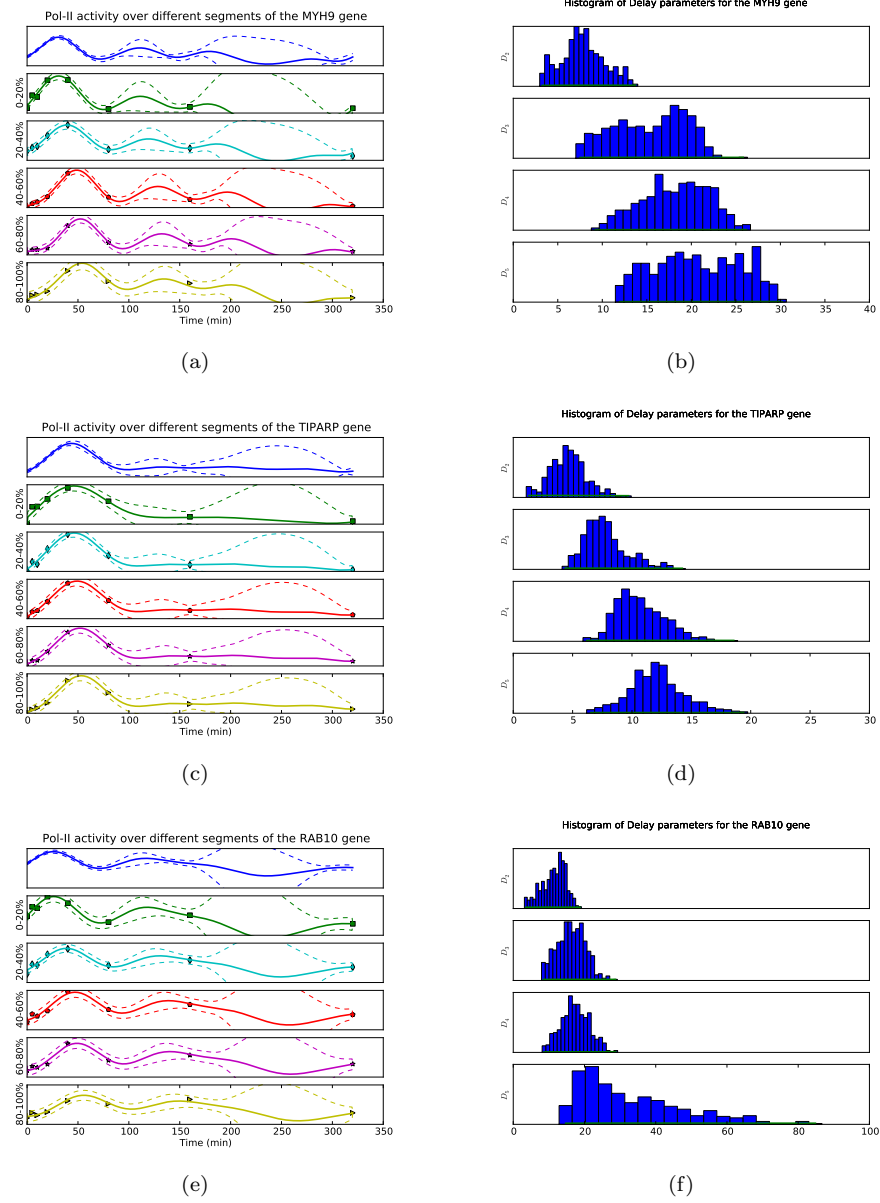 Pol-II activity over different segments of the MYH9 gene
0-20%
20-40%
40-60%
60-80%
80-100%
0 50 100 150 200 250 300 350
Time (min)
(a)
Histogram of Delay parameters for the MYH9 gene
D2
D3
D4
D5
0 5 10 15 20 25 30 35 40
(b)
Pol-II activity over different segments of the TIPARP gene
0-20%
20-40%
40-60%
60-80%
80-100%
0 50 100 150 200 250 300 350
Time (min)
(c)
Histogram of Delay parameters for the TIPARP gene
D2
D3
D4
D5
0 5 10 15 20 25 30
(d)
Pol-II activity over different segments of the RAB10 gene
0-20%
20-40%
40-60%
60-80%
80-100%
0 50 100 150 200 250 300 350
Time (min)
(e)
Histogram of Delay parameters for the RAB10 gene
D2
D3
D4
D5
0 20 40 60 80 100
(f)